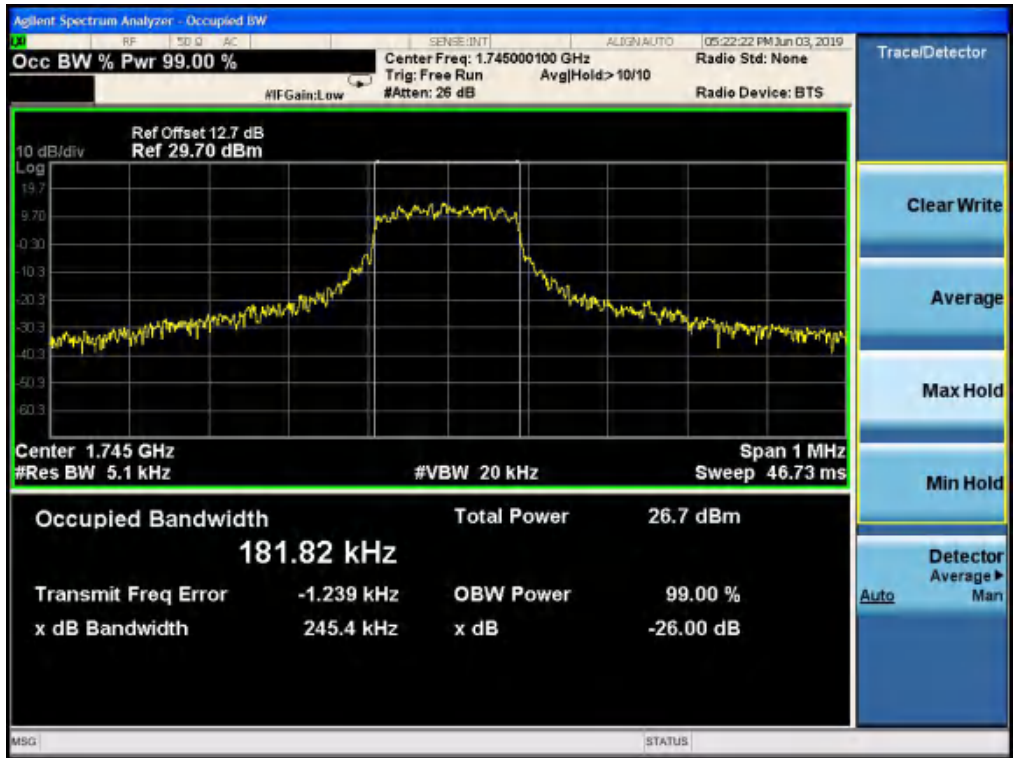 Agilent Spectrum Analyzer - Occupied BW
LXI RF 50 Ω AC SENSE:INT ALIGN AUTO 05:22:22 PM Jun 03, 2019
Occ BW % Pwr 99.00 %
Center Freq: 1.745000100 GHz
Radio Std: None
Trig: Free Run Avg|Hold:> 10/10
#IFGain:Low
#Atten: 26 dB
Radio Device: BTS
Ref Offset 12.7 dB
10 dB/div Ref 29.70 dBm
Log
19.7
9.70
-0.30
-10.3
-20.3
-30.3
-40.3
-50.3
-60.3
Center 1.745 GHz Span 1 MHz
#Res BW 5.1 kHz #VBW 20 kHz Sweep 46.73 ms
Occupied Bandwidth Total Power 26.7 dBm
181.82 kHz
Transmit Freq Error -1.239 kHz OBW Power 99.00 %
x dB Bandwidth 245.4 kHz x dB -26.00 dB
MSG STATUS
Trace/Detector
Clear Write
Average
Max Hold
Min Hold
Detector
Average▶
Auto Man